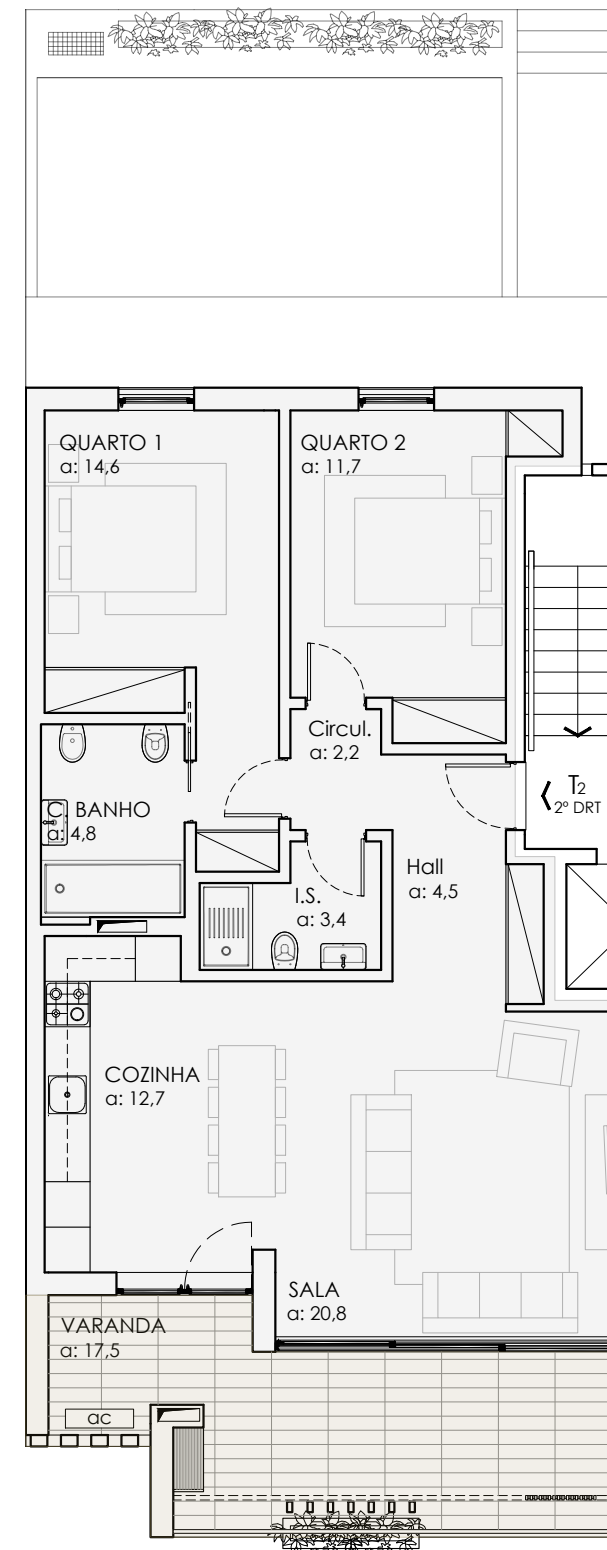 QUARTO 1
a: 14,6
QUARTO 2
a: 11,7
Circul.
a: 2,2
T2
2º DRT
C. BANHO
a: 4,8
Hall
a: 4,5
I.S.
a: 3,4
COZINHA
a: 12,7
SALA
a: 20,8
VARANDA
a: 17,5
ac